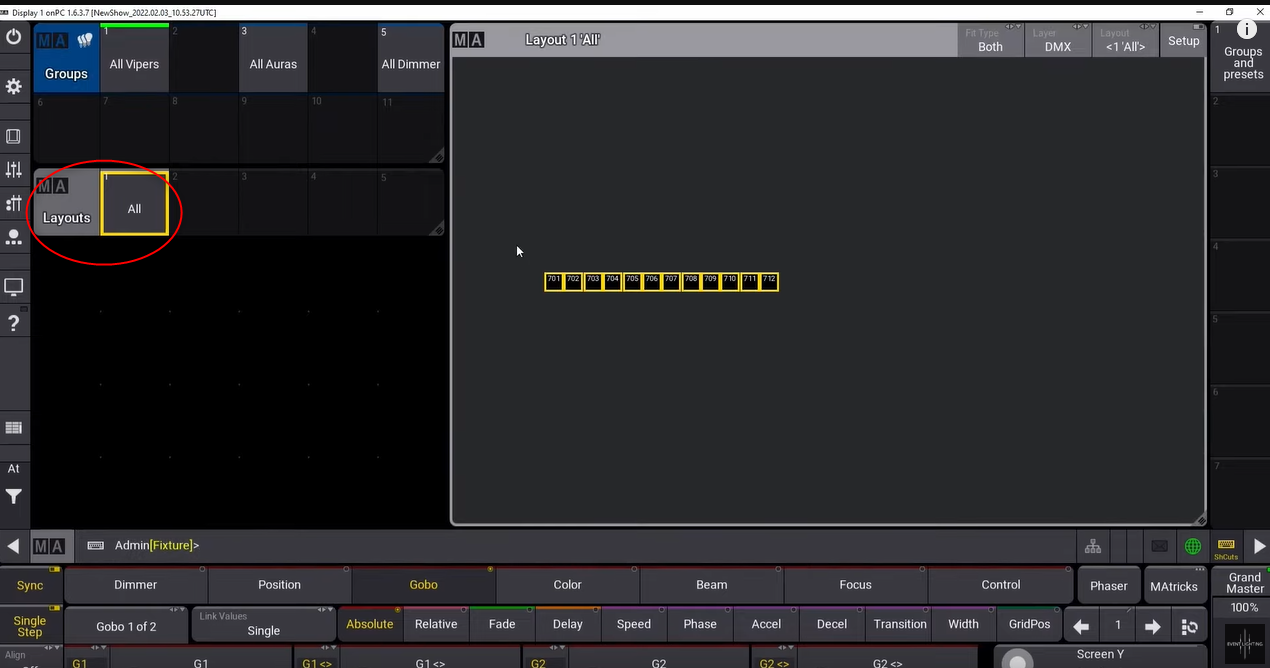 Display 1 onPC 1.6.3.7 [NewShow_2022.02.03_10.53.27UTC]
MA
Groups
1
All Vipers
2
3
All Auras
4
5
All Dimmer
6
7
8
9
10
11
MA
Layouts
1
All
2
3
4
5
MA
Layout 1 'All'
Fit Type
Both
Layer
DMX
Layout
<1 'All'>
Setup
701 702 703 704 705 706 707 708 709 710 711 712
1
i
Groups
and
presets
2
3
4
5
6
7
?
At
MA
Admin[Fixture]>
ShCuts
Sync
Dimmer
Position
Gobo
Color
Beam
Focus
Control
Phaser
MAtricks
Grand
Master
100%
Single
Step
Gobo 1 of 2
Link Values
Single
Absolute
Relative
Fade
Delay
Speed
Phase
Accel
Decel
Transition
Width
GridPos
1
EVENTLIGHTING
Align
G1
G1
G1 <>
G1 <>
G2
G2
G2 <>
G2 <>
Screen Y